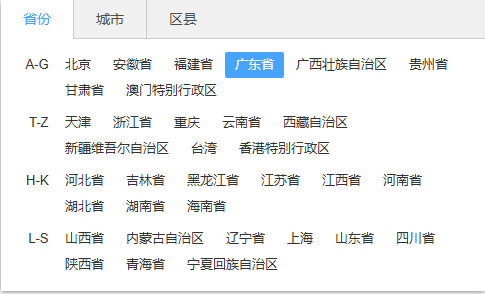 省份 城市 区县
A-G 北京 安徽省 福建省 广东省 广西壮族自治区 贵州省
甘肃省 澳门特别行政区
T-Z 天津 浙江省 重庆 云南省 西藏自治区
新疆维吾尔自治区 台湾 香港特别行政区
H-K 河北省 吉林省 黑龙江省 江苏省 江西省 河南省
湖北省 湖南省 海南省
L-S 山西省 内蒙古自治区 辽宁省 上海 山东省 四川省
陕西省 青海省 宁夏回族自治区